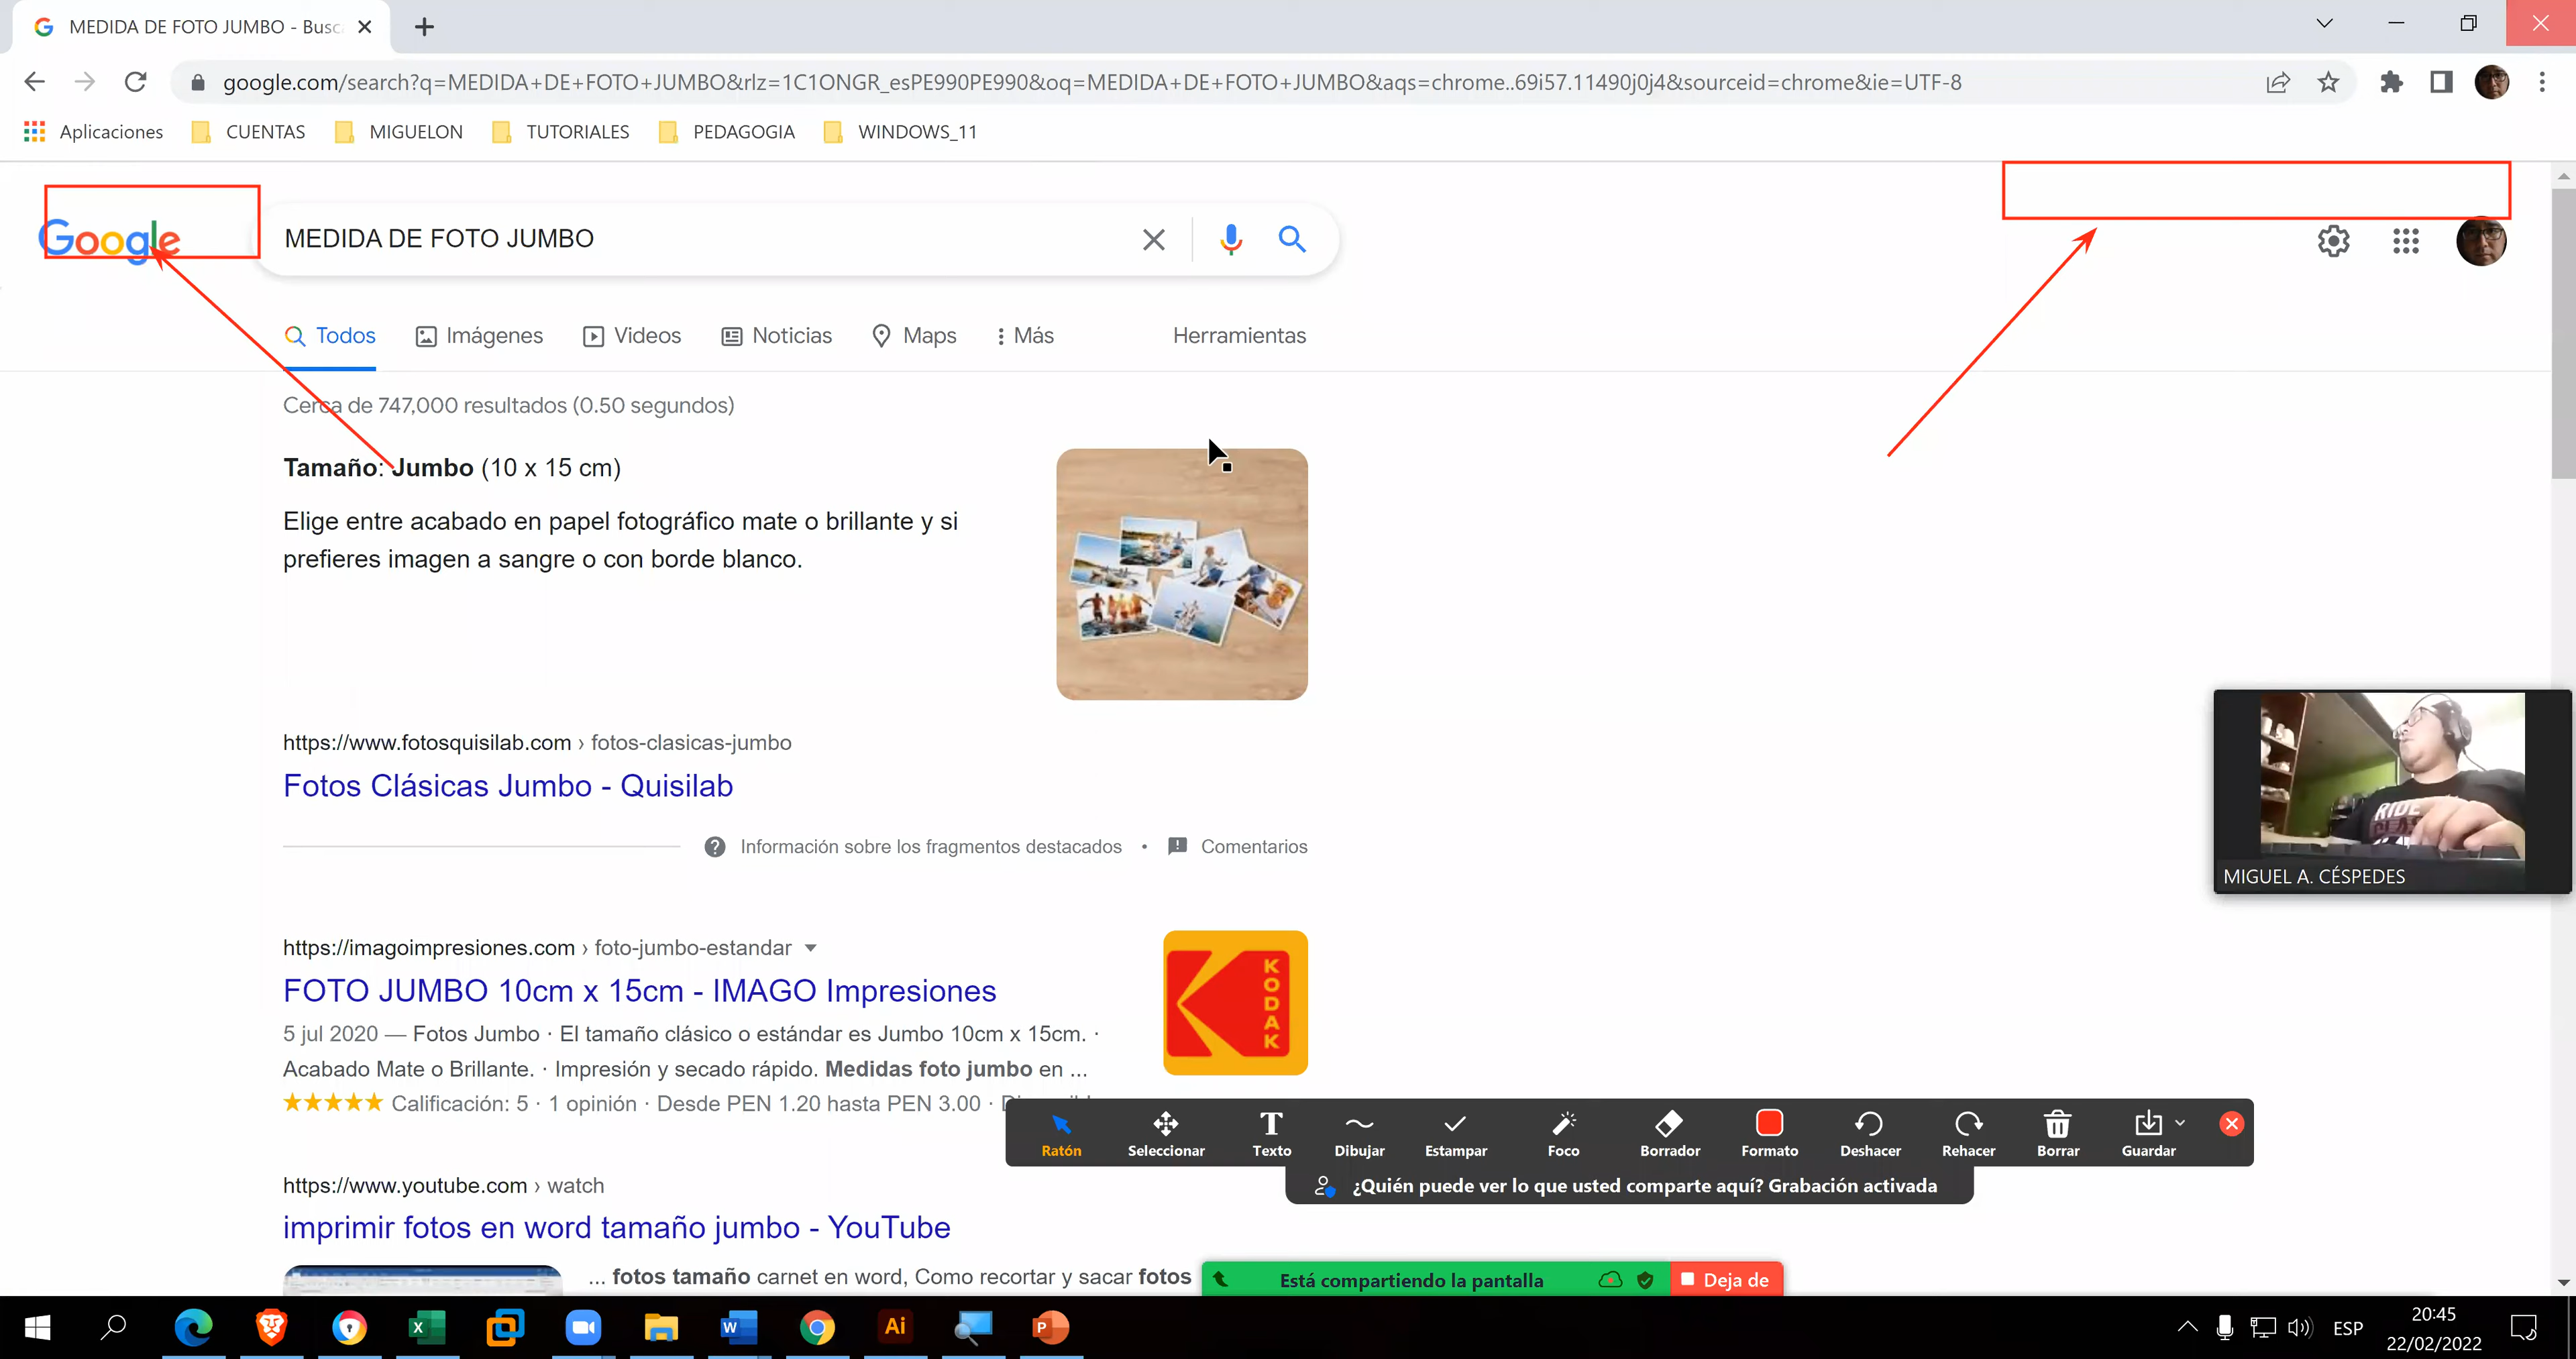 MEDIDA DE FOTO JUMBO - Busc
google.com/search?q=MEDIDA+DE+FOTO+JUMBO&rlz=1C1ONGR_esPE990PE990&oq=MEDIDA+DE+FOTO+JUMBO&aqs=chrome..69i57.11490j0j4&sourceid=chrome&ie=UTF-8
Aplicaciones CUENTAS MIGUELON TUTORIALES PEDAGOGIA WINDOWS_11
Google MEDIDA DE FOTO JUMBO
Todos Imágenes Videos Noticias Maps Más Herramientas
Cerca de 747,000 resultados (0.50 segundos)
Tamaño: Jumbo (10 x 15 cm)
Elige entre acabado en papel fotográfico mate o brillante y si
prefieres imagen a sangre o con borde blanco.
https://www.fotosquisilab.com › fotos-clasicas-jumbo
Fotos Clásicas Jumbo - Quisilab
Información sobre los fragmentos destacados • Comentarios
RIDE
MIGUEL A. CÉSPEDES
https://imagoimpresiones.com › foto-jumbo-estandar
FOTO JUMBO 10cm x 15cm - IMAGO Impresiones
KODAK
5 jul 2020 — Fotos Jumbo · El tamaño clásico o estándar es Jumbo 10cm x 15cm. ·
Acabado Mate o Brillante. · Impresión y secado rápido. Medidas foto jumbo en ...
Calificación: 5 · 1 opinión · Desde PEN 1.20 hasta PEN 3.00 ·
Ratón Seleccionar Texto Dibujar Estampar Foco Borrador Formato Deshacer Rehacer Borrar Guardar
¿Quién puede ver lo que usted comparte aquí? Grabación activada
https://www.youtube.com › watch
imprimir fotos en word tamaño jumbo - YouTube
... fotos tamaño carnet en word, Como recortar y sacar fotos
Está compartiendo la pantalla Deja de
Ai
ESP
20:45
22/02/2022